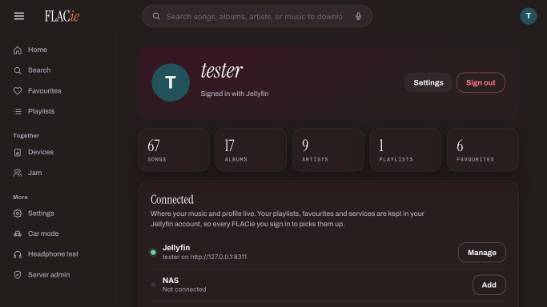 FLACie
Search songs, albums, artists, or music to downlo
T
Home
Search
Favourites
Playlists
Together
Devices
Jam
More
Settings
Car mode
Headphone test
Server admin
T
tester
Signed in with Jellyfin
Settings
Sign out
67
SONGS
17
ALBUMS
9
ARTISTS
1
PLAYLISTS
6
FAVOURITES
Connected
Where your music and profile live. Your playlists, favourites and services are kept in your
Jellyfin account, so every FLACie you sign in to picks them up.
Jellyfin
tester on http://127.0.0.1:8311
Manage
NAS
Not connected
Add